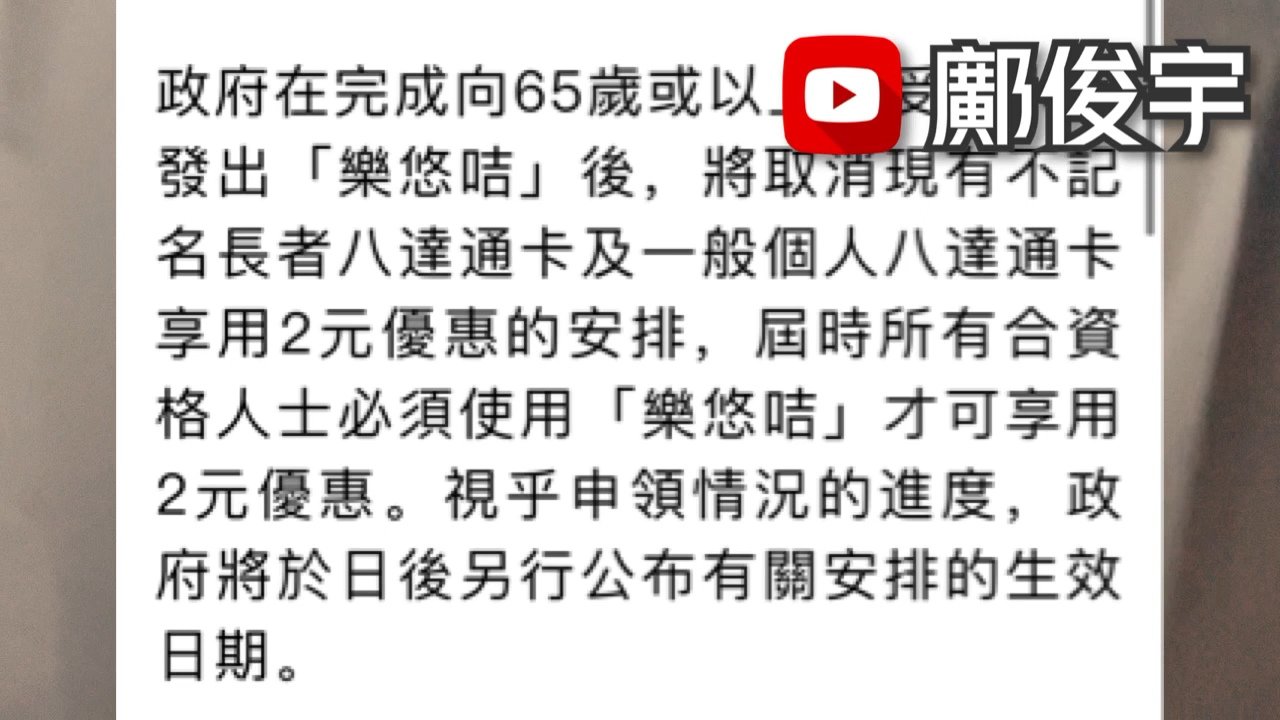 鄺俊宇
政府在完成向65歲或以
發出「樂悠咭」後，將取消現有不記
名長者八達通卡及一般個人八達通卡
享用2元優惠的安排，屆時所有合資
格人士必須使用「樂悠咭」才可享用
2元優惠。視乎申領情況的進度，政
府將於日後另行公布有關安排的生效
日期。